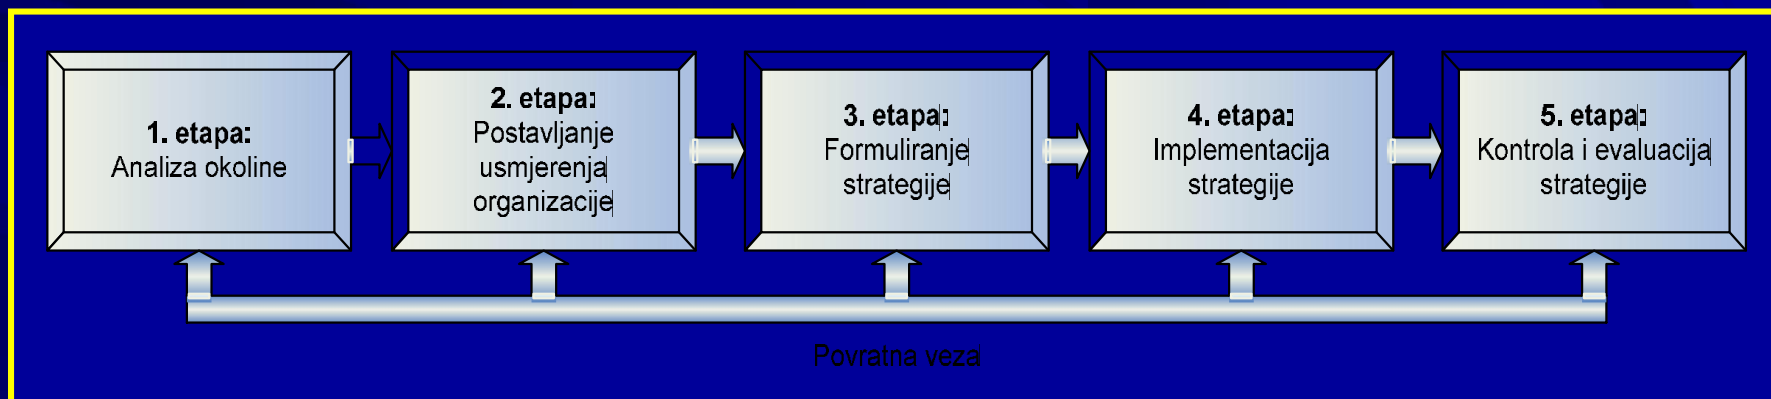 1. etapa:
Analiza okoline
2. etapa:
Postavljanje
usmjerenja
organizacije
3. etapa:
Formuliranje
strategije
4. etapa:
Implementacija
strategije
5. etapa:
Kontrola i evaluacija
strategije
Povratna veza